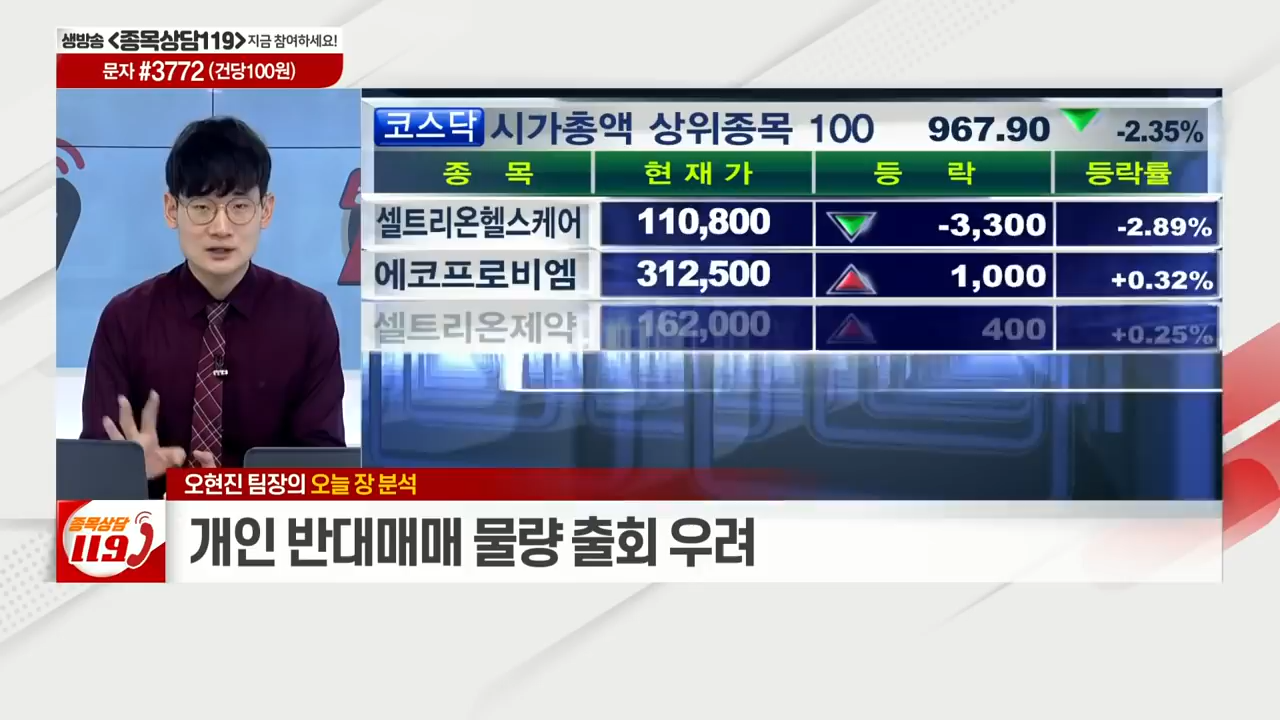 생방송 <종목상담119> 지금 참여하세요!
문자 #3772 (건당100원)
코스닥 시가총액 상위종목 100 967.90 -2.35%
종 목 현 재 가 등 락 등락률
셀트리온헬스케어 110,800 -3,300 -2.89%
에코프로비엠 312,500 1,000 +0.32%
셀트리온제약 162,000 400 +0.25%
오현진 팀장의 오늘 장 분석
종목상담
119
개인 반대매매 물량 출회 우려